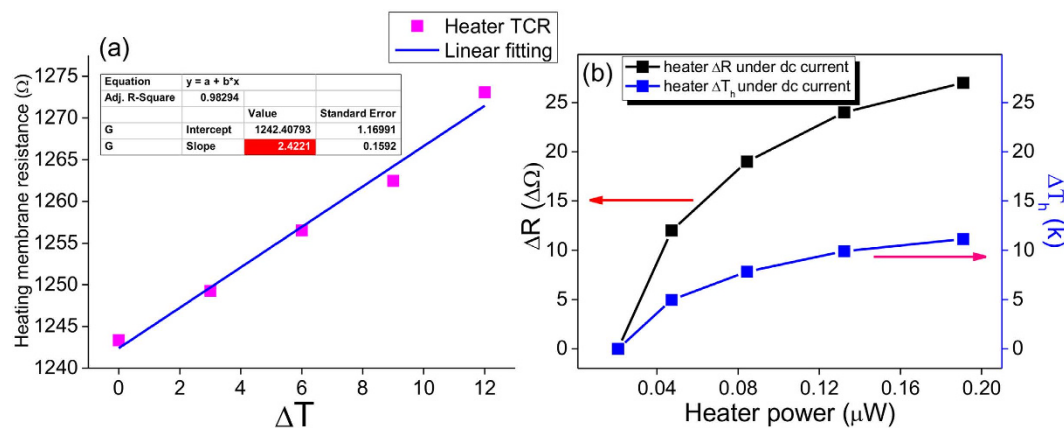 (a)
Heater TCR
Linear fitting
Equation y = a + b*x
Adj. R-Square 0.98294
Value Standard Error
G Intercept 1242.40793 1.16991
G Slope 2.4221 0.1592
Heating membrane resistance (Ω)
1275
1270
1265
1260
1255
1250
1245
1240
0 2 4 6 8 10 12
ΔT
(b)
heater ΔR under dc current
heater ΔTh under dc current
ΔR (ΔΩ)
25
20
15
10
5
0
25
20
15
10
5
0
ΔTh (k)
0.04 0.08 0.12 0.16 0.20
Heater power (μW)